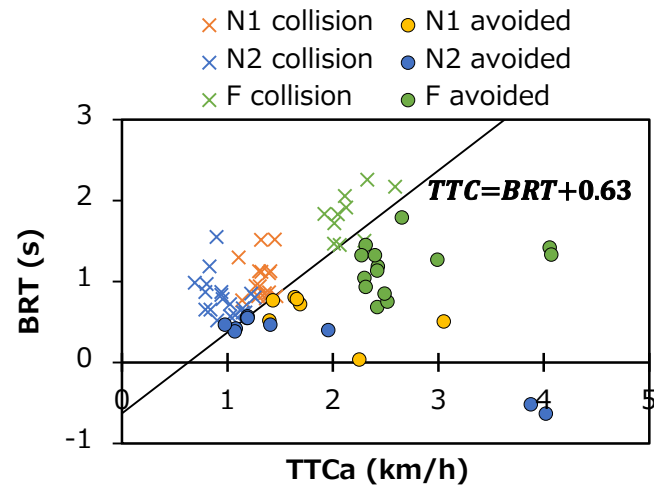 × N1 collision ● N1 avoided
× N2 collision ● N2 avoided
× F collision ● F avoided
3
2
1
0
-1
BRT (s)
TTC=BRT+0.63
0 1 2 3 4 5
TTCa (km/h)